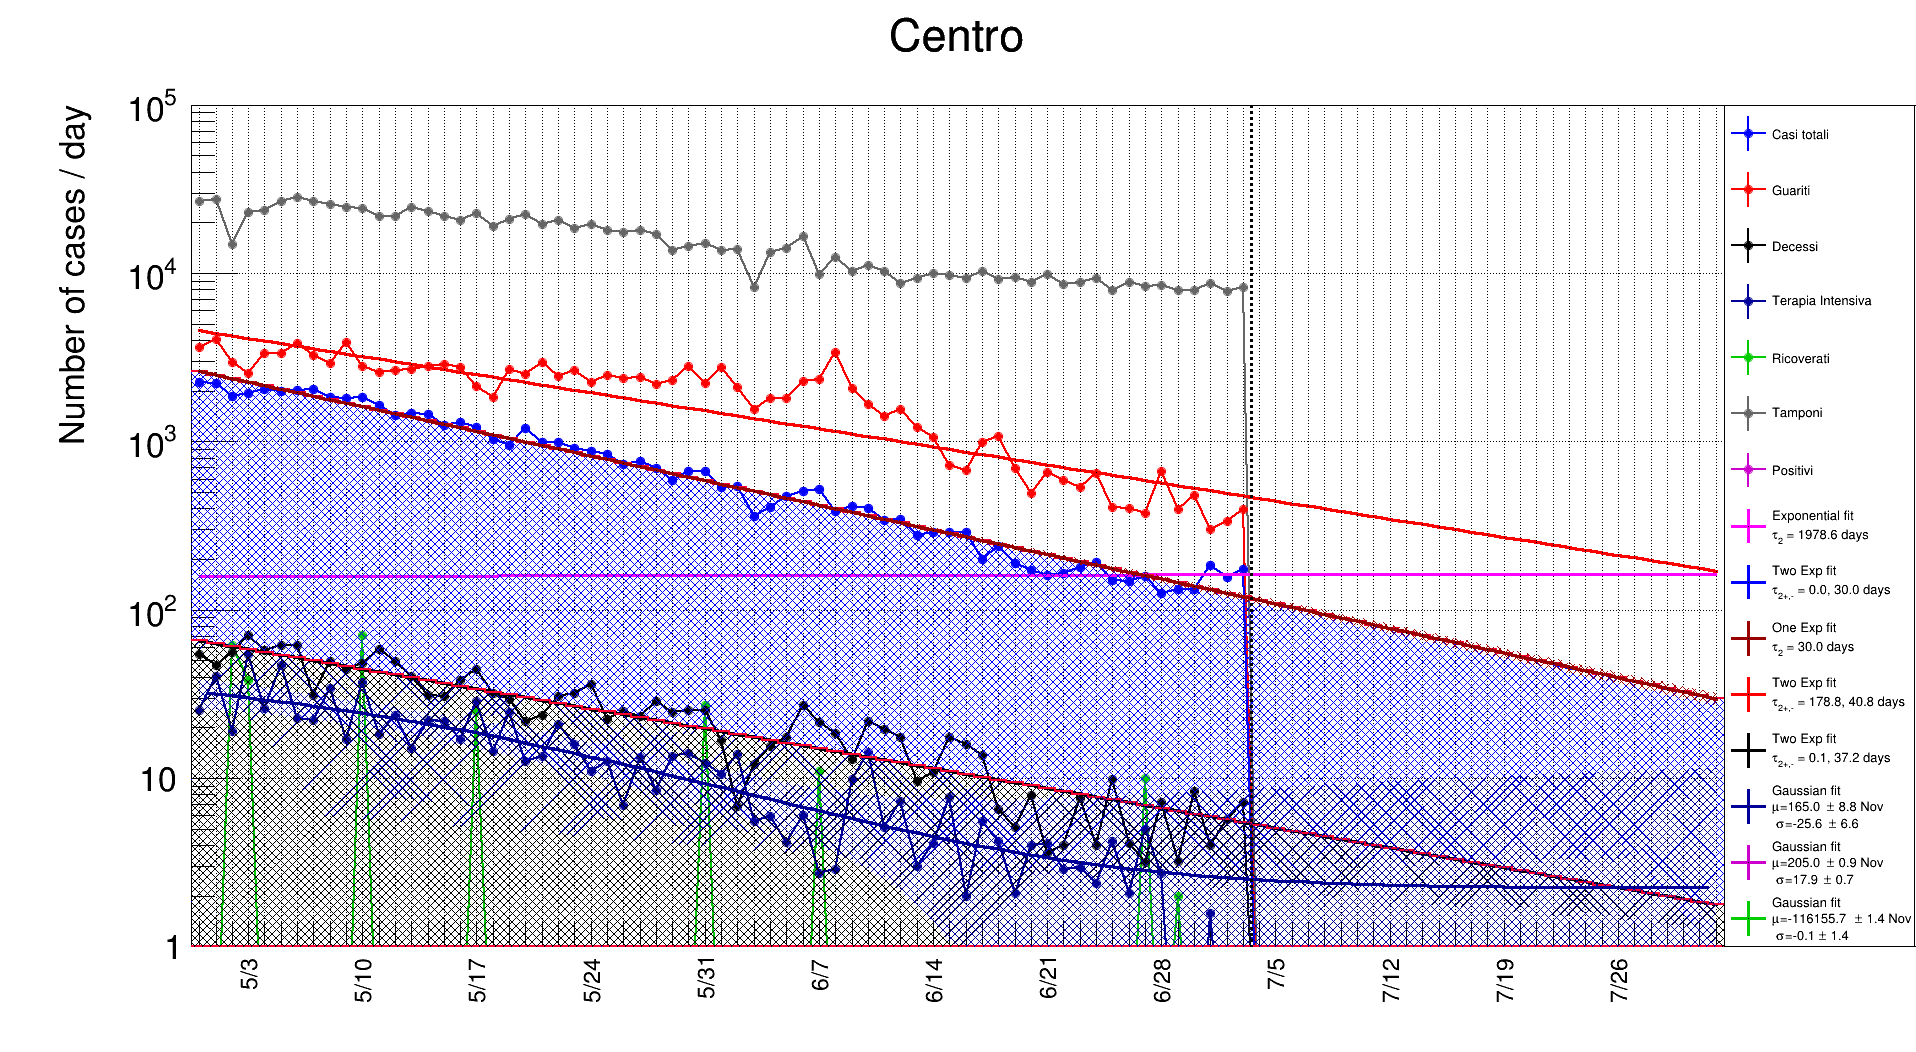 Centro
Number of cases / day
10^5
10^4
10^3
10^2
10
1
5/3
5/10
5/17
5/24
5/31
6/7
6/14
6/21
6/28
7/5
7/12
7/19
7/26
Casi totali
Guariti
Decessi
Terapia Intensiva
Ricoverati
Tamponi
Positivi
Exponential fit
τ2 = 1978.6 days
Two Exp fit
τ2+,- = 0.0, 30.0 days
One Exp fit
τ2 = 30.0 days
Two Exp fit
τ2+,- = 178.8, 40.8 days
Two Exp fit
τ2+,- = 0.1, 37.2 days
Gaussian fit
μ=165.0 ± 8.8 Nov
σ=-25.6 ± 6.6
Gaussian fit
μ=205.0 ± 0.9 Nov
σ=17.9 ± 0.7
Gaussian fit
μ=-116155.7 ± 1.4 Nov
σ=-0.1 ± 1.4